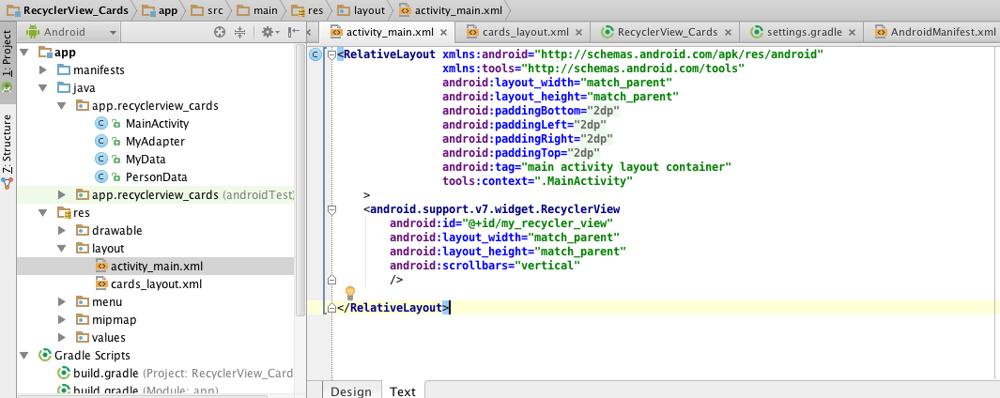 RecyclerView_Cards app src main res layout activity_main.xml
1: Project
Z: Structure
Android
app
manifests
java
app.recyclerview_cards
MainActivity
MyAdapter
MyData
PersonData
app.recyclerview_cards (androidTest)
res
drawable
layout
activity_main.xml
cards_layout.xml
menu
mipmap
values
Gradle Scripts
build.gradle (Project: RecyclerView_Card
build.gradle (Module: app)
activity_main.xml cards_layout.xml RecyclerView_Cards settings.gradle AndroidManifest.xml
<RelativeLayout xmlns:android="http://schemas.android.com/apk/res/android"
xmlns:tools="http://schemas.android.com/tools"
android:layout_width="match_parent"
android:layout_height="match_parent"
android:paddingBottom="2dp"
android:paddingLeft="2dp"
android:paddingRight="2dp"
android:paddingTop="2dp"
android:tag="main activity layout container"
tools:context=".MainActivity"
>
<android.support.v7.widget.RecyclerView
android:id="@+id/my_recycler_view"
android:layout_width="match_parent"
android:layout_height="match_parent"
android:scrollbars="vertical"
/>
</RelativeLayout>
Design Text